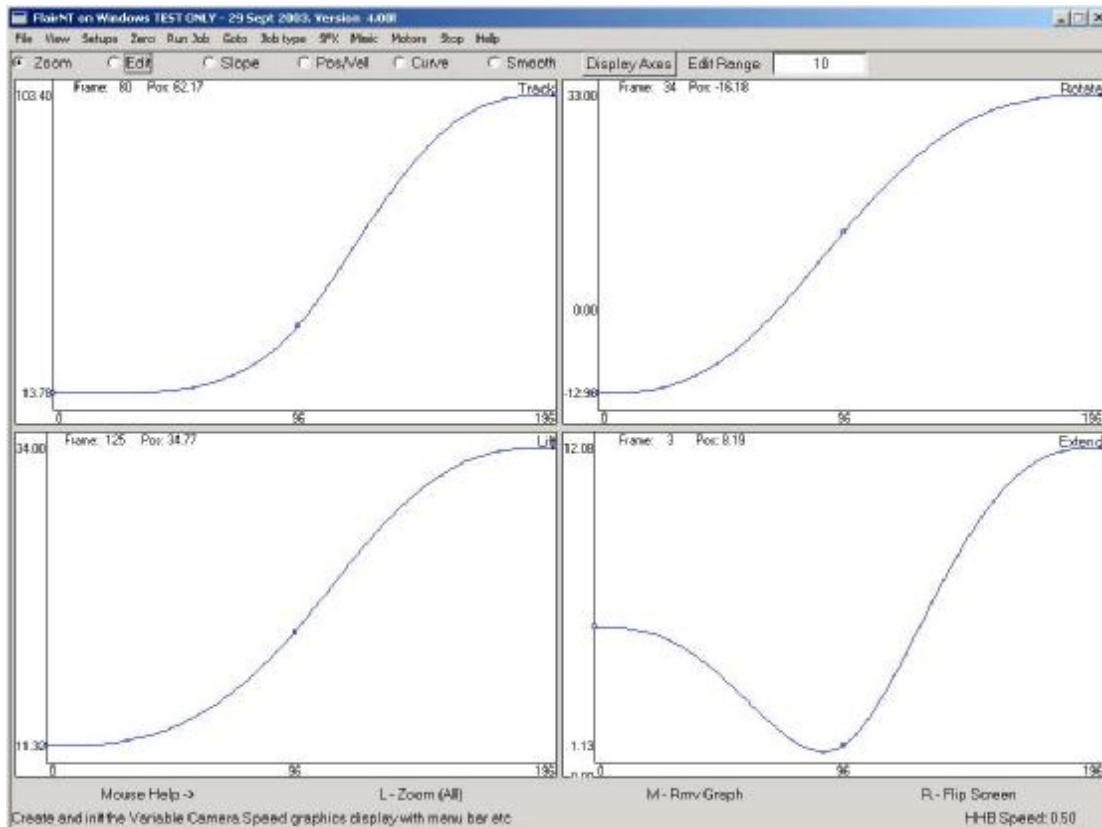 FlairNT on Windows TEST ONLY - 29 Sept 2003. Version 4.00l
File View Setups Zero Run Job Goto Job type SFX Misic Motors Stop Help
Zoom Edit Slope Pos/Vell Curve Smooth Display Axes Edit Range 10
103.40 Frame: 80 Pos: 62.17 Track
13.78
0 96 195
33.00 Frame: 34 Pos: -16.18 Rotate
0.00
-12.98
0 96 195
34.00 Frame: 125 Pos: 34.77 Lift
11.32
0 96 195
12.08 Frame: 3 Pos: 8.19 Extend
1.13
0 96 195
Mouse Help -> L - Zoom (All) M - Rmv Graph R - Flip Screen
Create and init the Variable Camera Speed graphics display with menu bar etc HHB Speed: 0.50